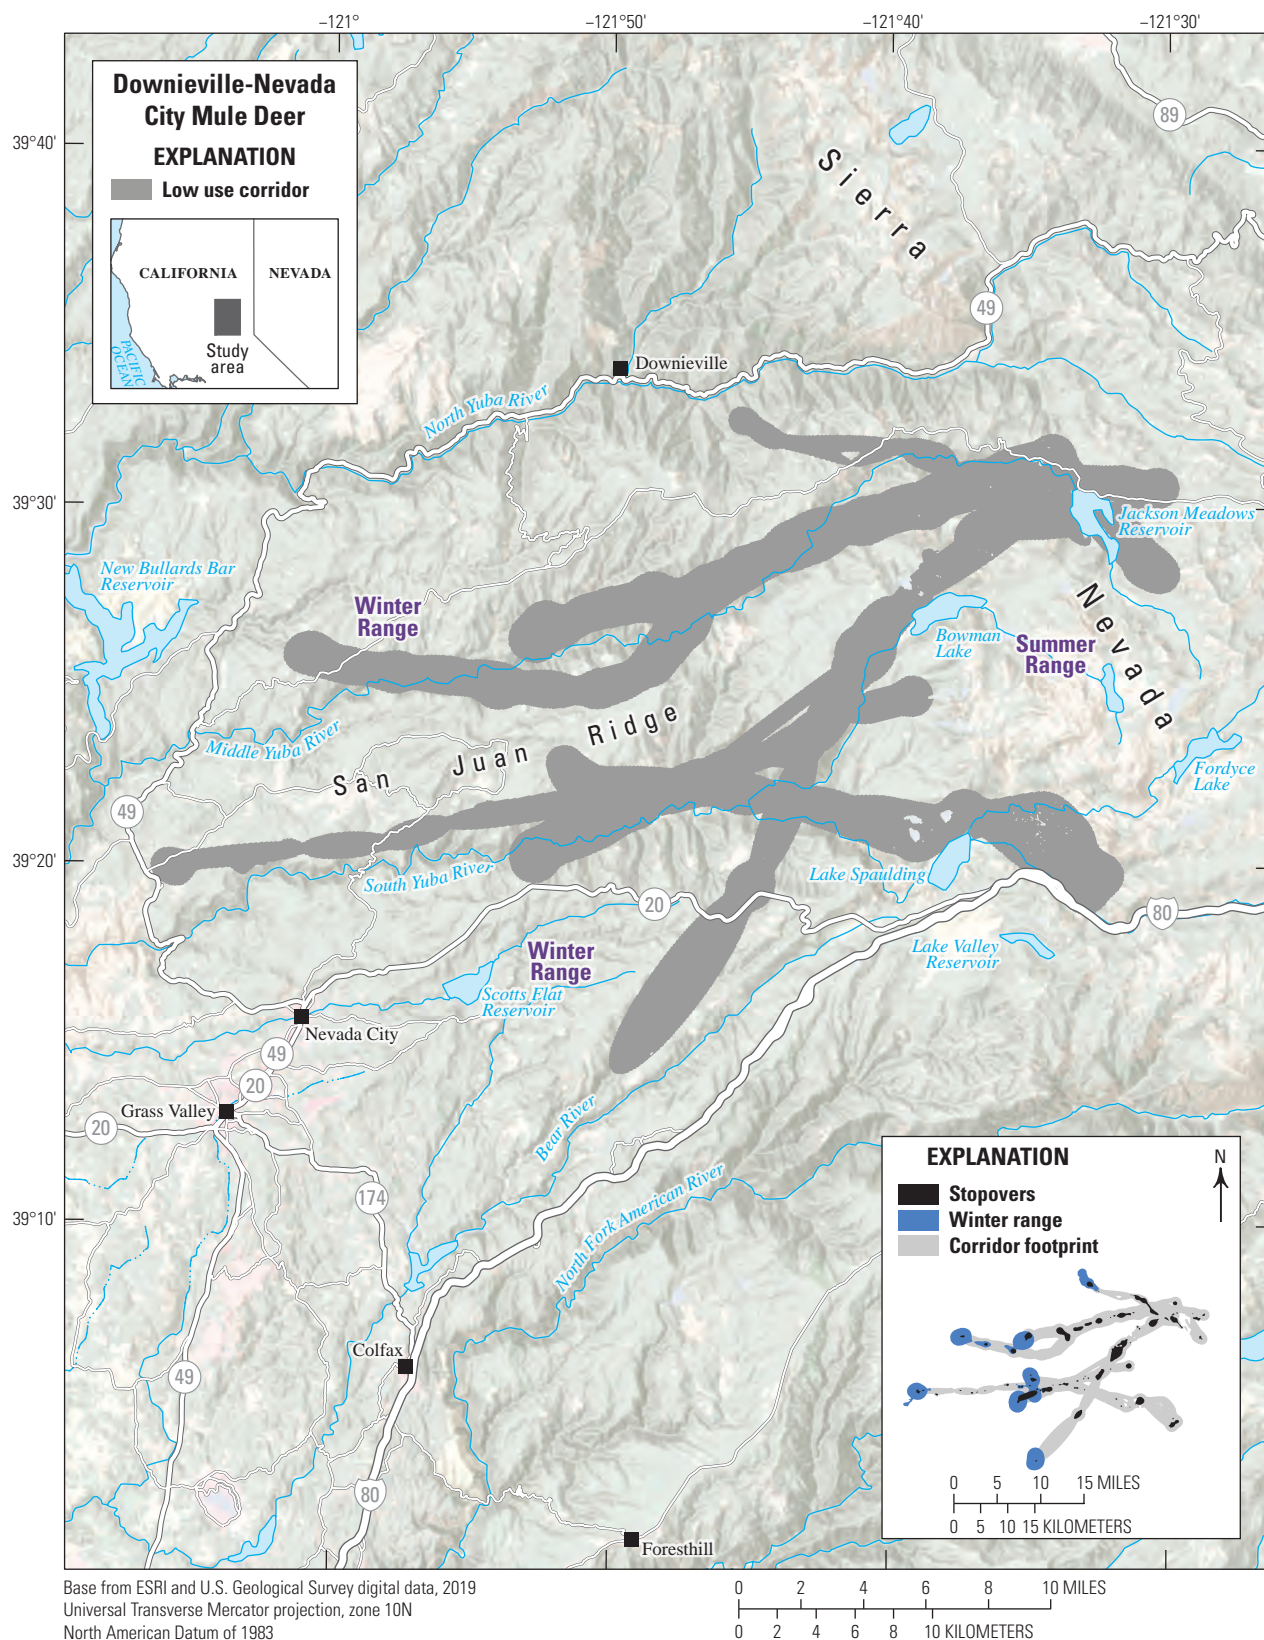 –121°
–121°50'
–121°40'
–121°30'
39°40'
39°30'
39°20'
39°10'
Downieville-Nevada
City Mule Deer
EXPLANATION
Low use corridor
CALIFORNIA
NEVADA
PACIFIC
OCEAN
Study
area
89
Sierra
49
Downieville
North Yuba River
Jackson Meadows
Reservoir
New Bullards Bar
Reservoir
Winter
Range
Nevada
Bowman
Lake
Summer
Range
Middle Yuba River
San Juan Ridge
Fordyce
Lake
49
South Yuba River
Lake Spaulding
20
80
Winter
Range
Lake Valley
Reservoir
Scotts Flat
Reservoir
Nevada City
49
20
Grass Valley
20
Bear River
174
North Fork American River
Colfax
49
80
Foresthill
EXPLANATION
N
Stopovers
Winter range
Corridor footprint
0 5 10 15 MILES
0 5 10 15 KILOMETERS
Base from ESRI and U.S. Geological Survey digital data, 2019
Universal Transverse Mercator projection, zone 10N
North American Datum of 1983
0 2 4 6 8 10 MILES
0 2 4 6 8 10 KILOMETERS